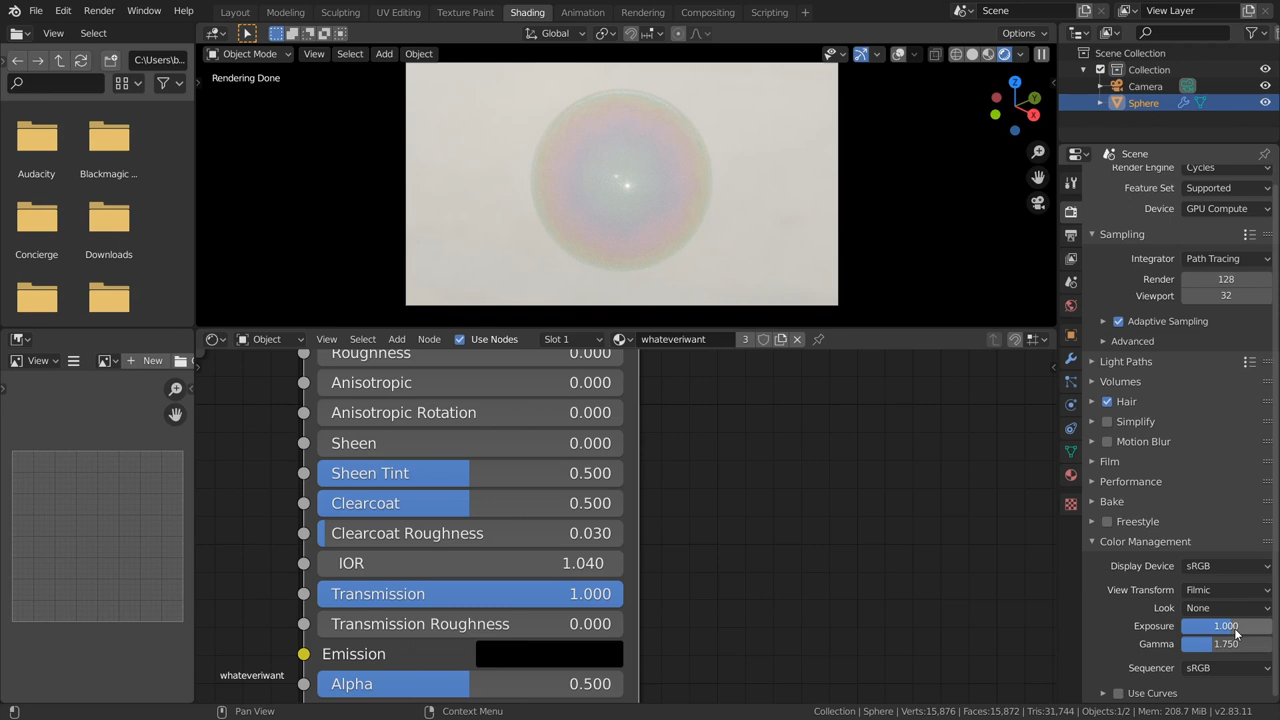 File Edit Render Window Help Layout Modeling Sculpting UV Editing Texture Paint Shading Animation Rendering Compositing Scripting + Scene View Layer
View Select Global Options
C:\Users\b... Object Mode View Select Add Object Scene Collection
Rendering Done Collection
Camera
Sphere
Z Y X
Scene
Audacity Blackmagic ...
Render Engine Cycles
Feature Set Supported
Device GPU Compute
Sampling
Concierge Downloads
Integrator Path Tracing
Render 128
Viewport 32
Adaptive Sampling
Advanced
Object View Select Add Node Use Nodes Slot 1 whateveriwant 3
View New
Roughness 0.000
Anisotropic 0.000
Anisotropic Rotation 0.000
Sheen 0.000
Sheen Tint 0.500
Clearcoat 0.500
Clearcoat Roughness 0.030
IOR 1.040
Transmission 1.000
Transmission Roughness 0.000
Emission
Alpha 0.500
whateveriwant
Light Paths
Volumes
Hair
Simplify
Motion Blur
Film
Performance
Bake
Freestyle
Color Management
Display Device sRGB
View Transform Filmic
Look None
Exposure 1.000
Gamma 1.750
Sequencer sRGB
Use Curves
Pan View Context Menu Collection | Sphere | Verts:15,876 | Faces:15,872 | Tris:31,744 | Objects:1/2 | Mem: 208.7 MiB | v2.83.11